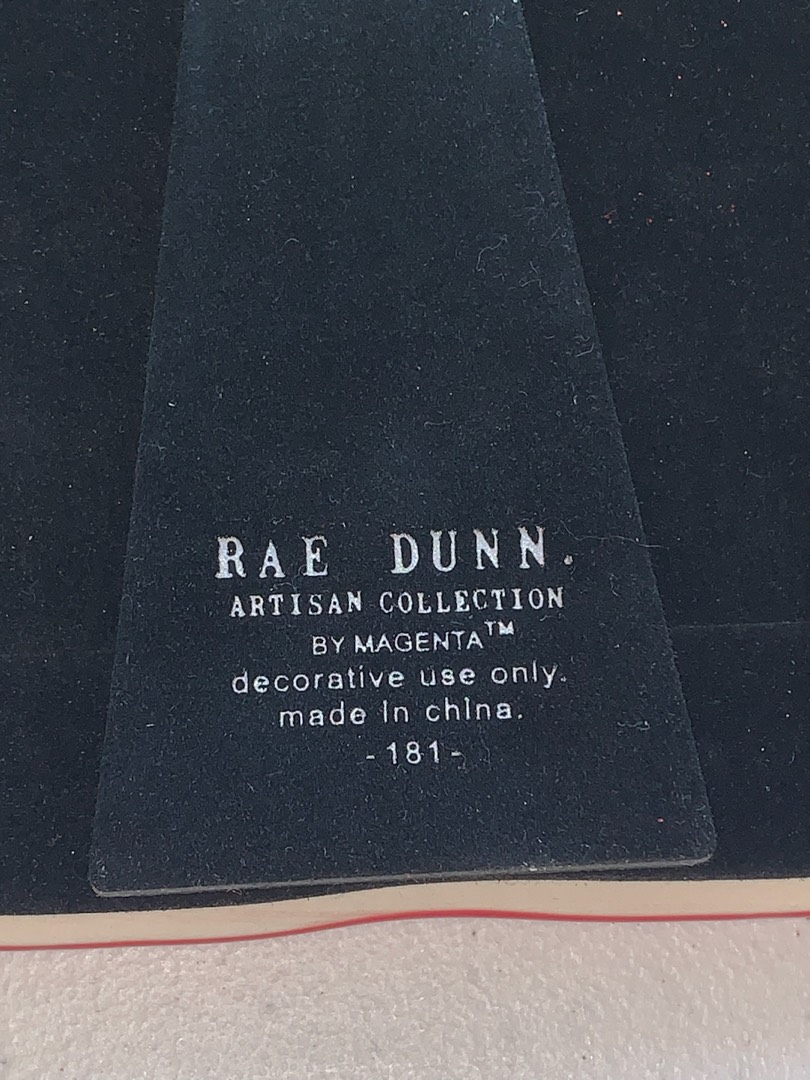 RAE DUNN.
ARTISAN COLLECTION
BY MAGENTA™
decorative use only.
made in china.
-181-